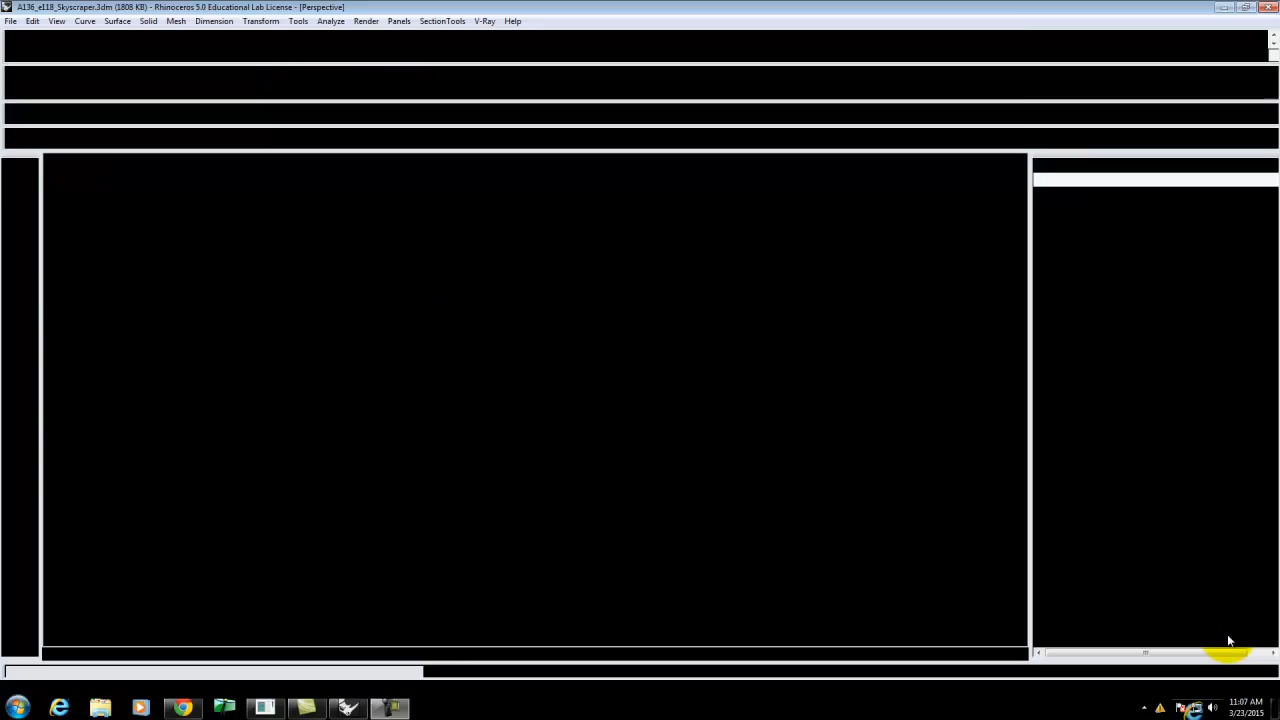 A136_e118_Skyscraper.3dm (1808 KB) - Rhinoceros 5.0 Educational Lab License - [Perspective]
File Edit View Curve Surface Solid Mesh Dimension Transform Tools Analyze Render Panels SectionTools V-Ray Help
11:07 AM
3/23/2015